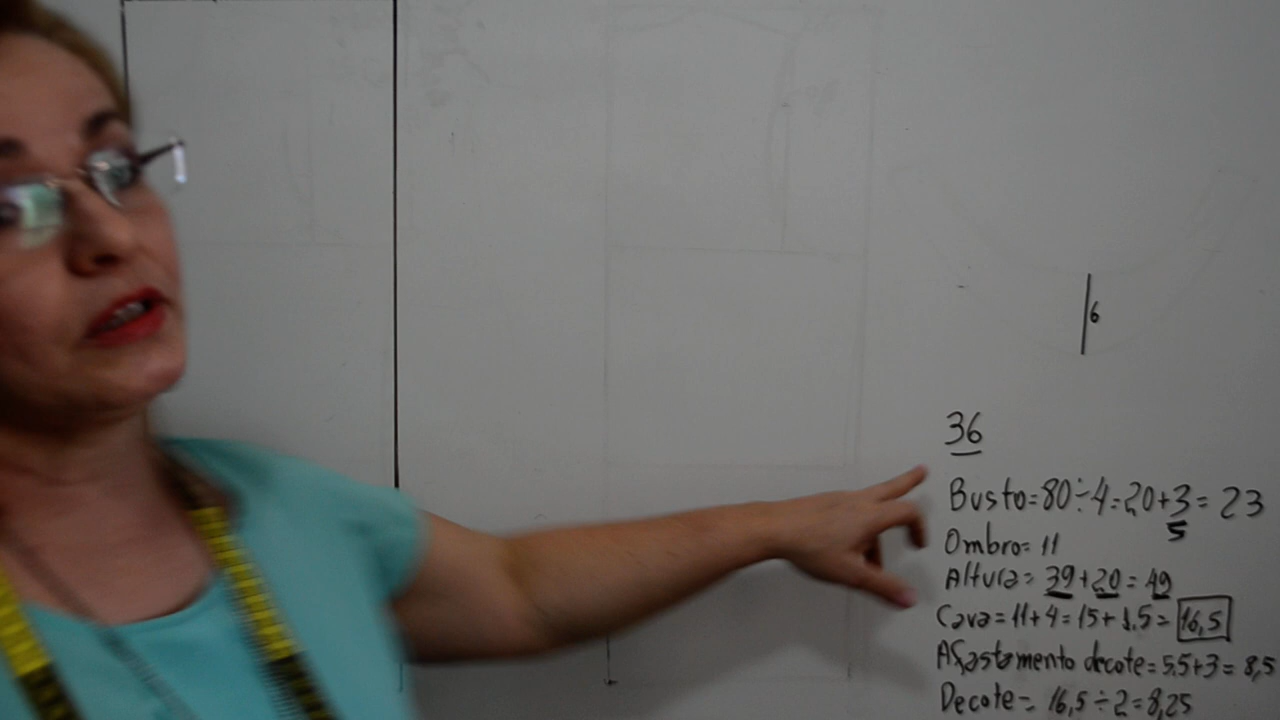 6
36
Busto=80÷4=20+3=23
5
Ombro=11
Altura=39+20=49
Cava=11+4=15+1,5=16,5
Afastamento decote=5,5+3=8,5
Decote=16,5÷2=8,25